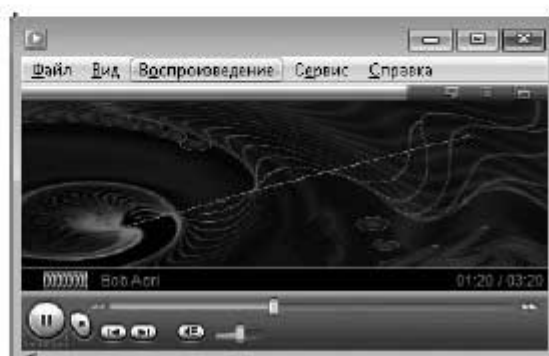 Файл Вид Воспроизведение Сервис Справка
Bob Acri 01:20 / 03:20